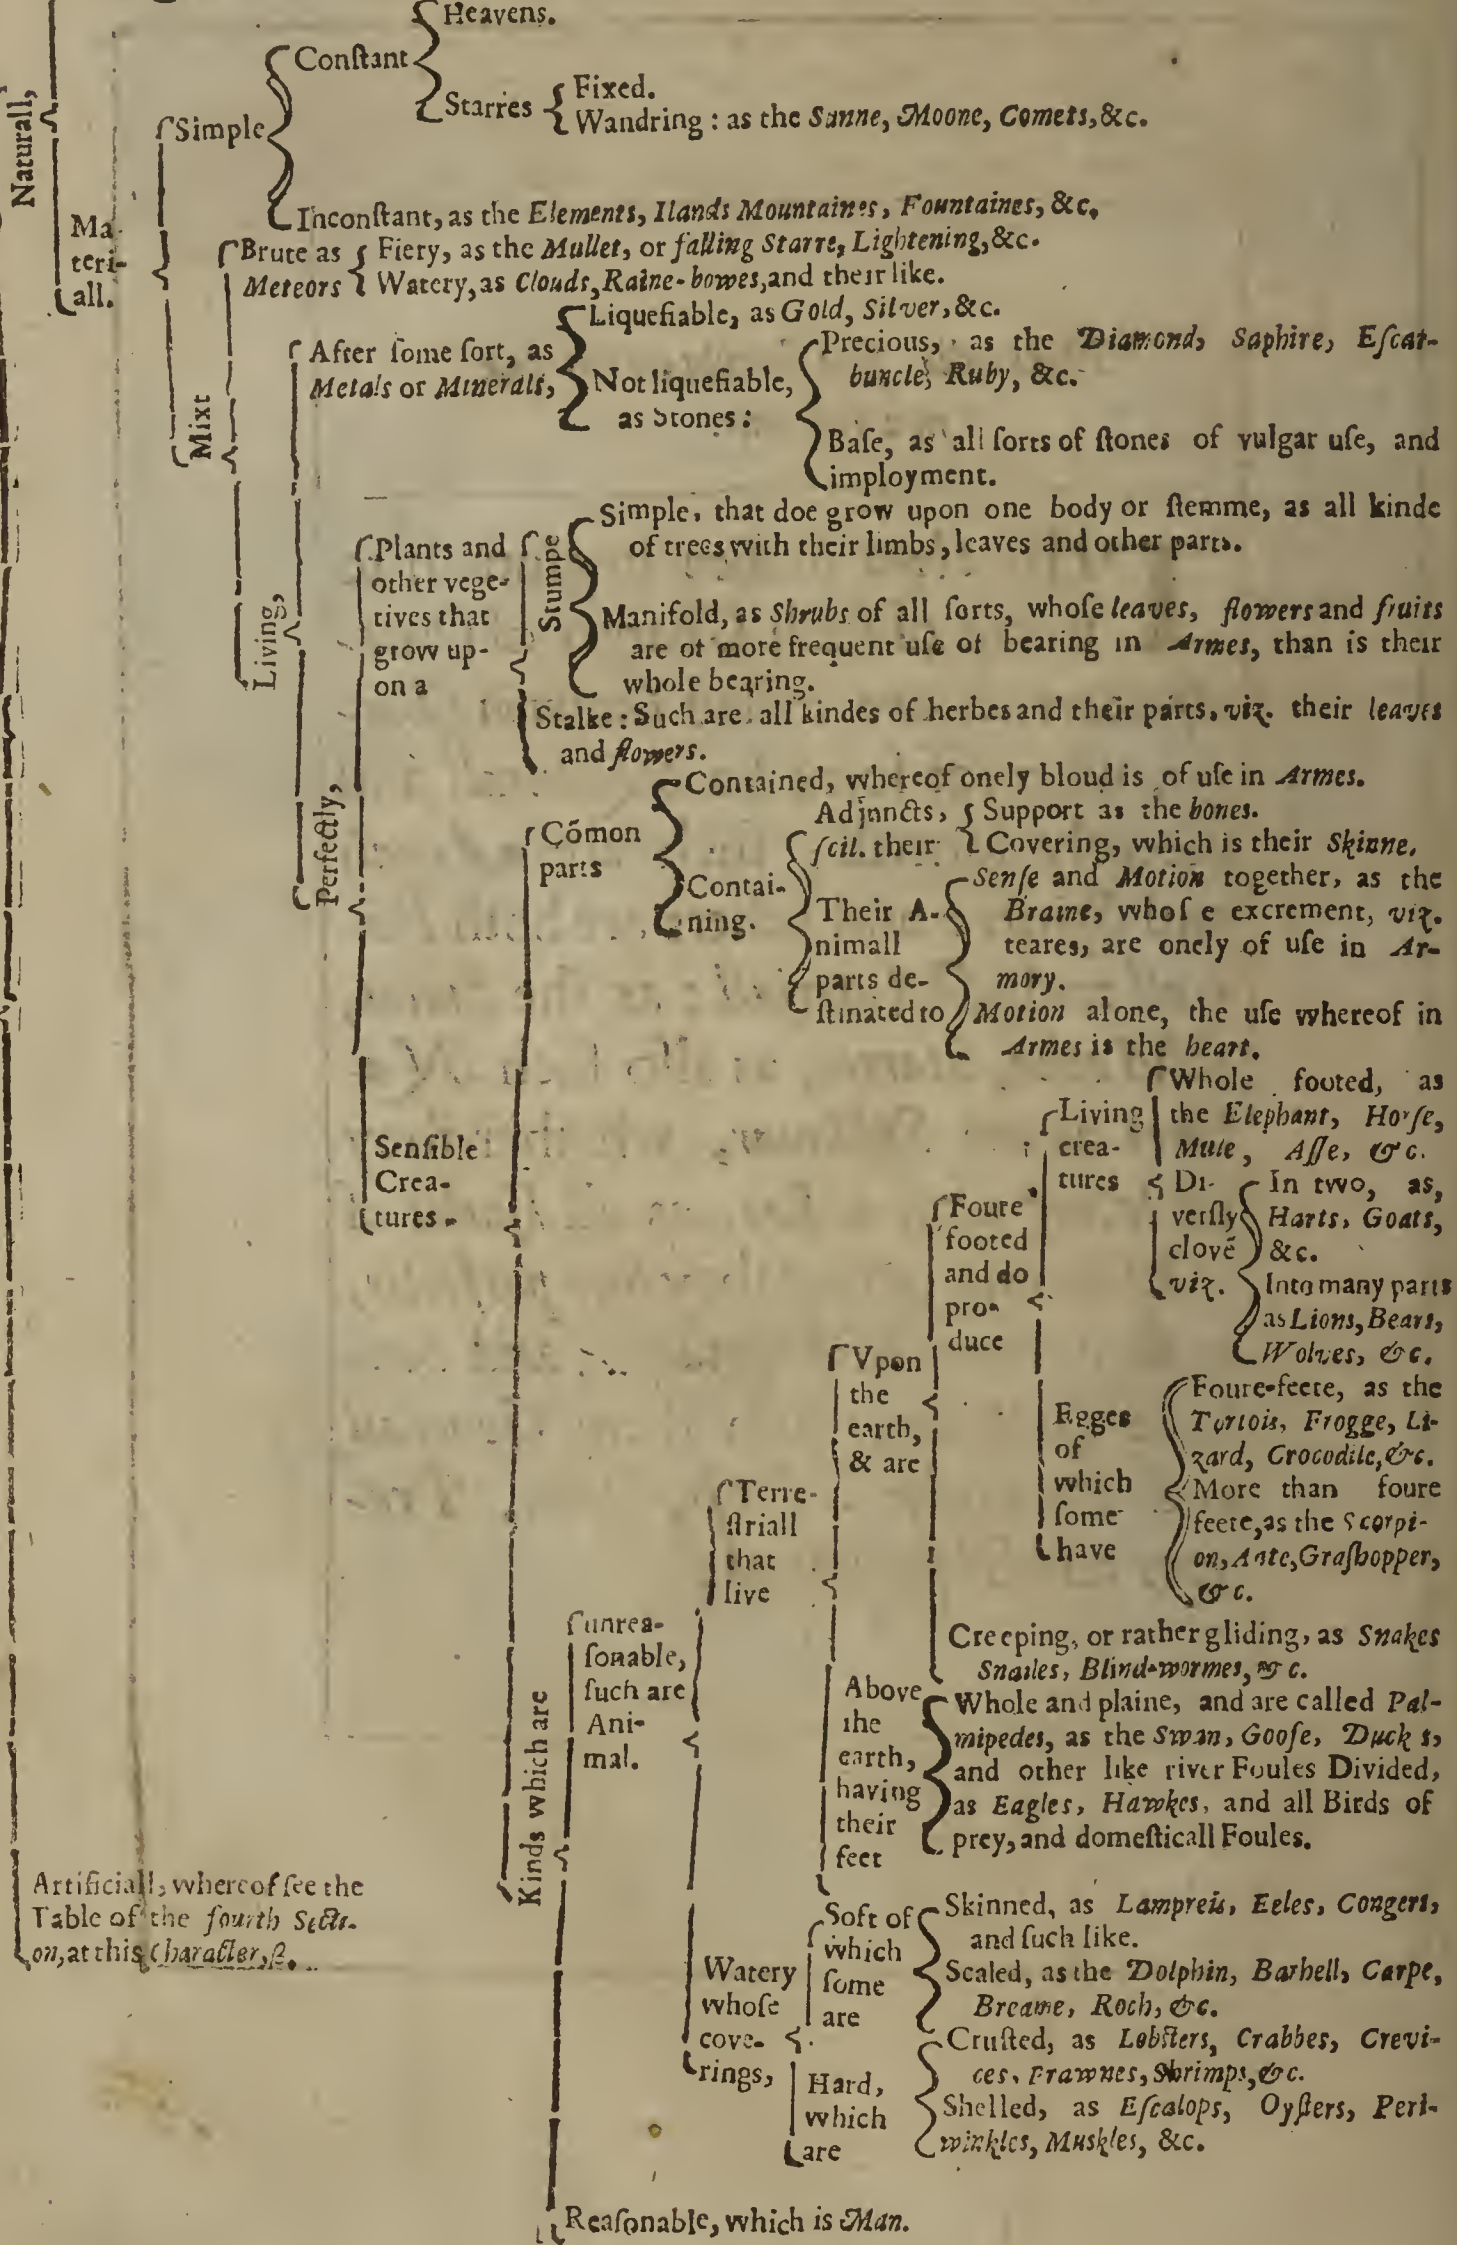 Heavens.
Conſtant
Starres
Fixed.
Wandring : as the Sunne, Moone, Comets, &c.
Naturall,
Simple
Inconſtant, as the Elements, Ilands Mountaines, Fountaines, &c.
Ma-
teri-
all.
Brute as
Meteors
Fiery, as the Mullet, or falling Starre, Lightening, &c.
Watery, as Clouds, Raine-bowes, and their like.
Mixt
After ſome ſort, as
Metals or Minerals,
Liquefiable, as Gold, Silver, &c.
Not liquefiable,
as Stones :
Precious, as the Diamond, Saphire, Eſcar-
buncle, Ruby, &c.
Baſe, as all ſorts of ſtones of vulgar uſe, and
imployment.
Living,
Plants and
other vege-
tives that
grow up-
on a
Stumpe
Simple, that doe grow upon one body or ſtemme, as all kinde
of trees with their limbs, leaves and other parts.
Manifold, as Shrubs of all ſorts, whoſe leaves, flowers and fruits
are of more frequent uſe of bearing in Armes, than is their
whole bearing.
Stalke : Such are all kindes of herbes and their parts, viz. their leaves
and flowers.
Perfectly,
Cōmon
parts
Contained, whereof onely bloud is of uſe in Armes.
Contai-
ning.
Adjuncts,
ſcil. their
Support as the bones.
Covering, which is their Skinne.
Their A-
nimall
parts de-
ſtinated to
Senſe and Motion together, as the
Braine, whoſe excrement, viz.
teares, are onely of uſe in Ar-
mory.
Motion alone, the uſe whereof in
Armes is the heart.
Senſible
Crea-
tures.
Kinds which are
unrea-
ſonable,
ſuch are
Ani-
mal.
Terre-
ſtriall
that
live
Vpon
the
earth,
& are
Foure
footed
and do
pro-
duce
Living
crea-
tures
Whole footed, as
the Elephant, Horſe,
Mule, Aſſe, &c.
Di-
verſly
clovē
viz.
In two, as,
Harts, Goats,
&c.
Into many parts
as Lions, Bears,
Wolves, &c.
Egges
of
which
ſome
have
Foure-feete, as the
Tortois, Frogge, Li-
zard, Crocodile, &c.
More than foure
feete, as the Scorpi-
on, Ante, Graſhopper,
&c.
Creeping, or rather gliding, as Snakes
Snailes, Blind-wormes, &c.
Above
the
earth,
having
their
feet
Whole and plaine, and are called Pal-
mipedes, as the Swan, Gooſe, Ducks,
and other like river Foules Divided,
as Eagles, Hawkes, and all Birds of
prey, and domeſticall Foules.
Artificiall, whereof ſee the
Table of the fourth Secti-
on, at this Character, β.
Watery
whoſe
cove-
rings,
Soft of
which
ſome
are
Skinned, as Lampreis, Eeles, Congers,
and ſuch like.
Scaled, as the Dolphin, Barbell, Carpe,
Breame, Roch, &c.
Hard,
which
are
Cruſted, as Lobſters, Crabbes, Crevi-
ces, Prawnes, Shrimps, &c.
Shelled, as Eſcalops, Oyſters, Peri-
winkles, Muskles, &c.
Reaſonable, which is Man.